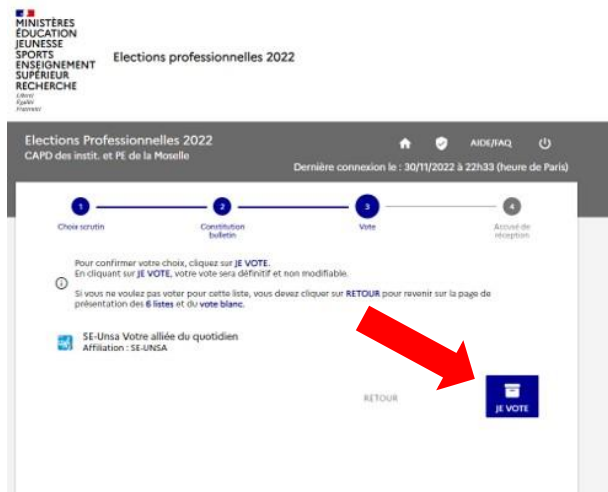 MINISTÈRES
ÉDUCATION
JEUNESSE
SPORTS
ENSEIGNEMENT
SUPÉRIEUR
RECHERCHE
Liberté
Égalité
Fraternité
Elections professionnelles 2022
Elections Professionnelles 2022
CAPD des instit. et PE de la Moselle
AIDE/FAQ
Dernière connexion le : 30/11/2022 à 22h33 (heure de Paris)
1
2
3
4
Choix scrutin
Constitution
bulletin
Vote
Accusé de
réception
Pour confirmer votre choix, cliquez sur JE VOTE.
En cliquant sur JE VOTE, votre vote sera définitif et non modifiable.
Si vous ne voulez pas voter pour cette liste, vous devez cliquer sur RETOUR pour revenir sur la page de
présentation des 6 listes et du vote blanc.
SE-Unsa Votre alliée du quotidien
Affiliation : SE-UNSA
RETOUR
JE VOTE